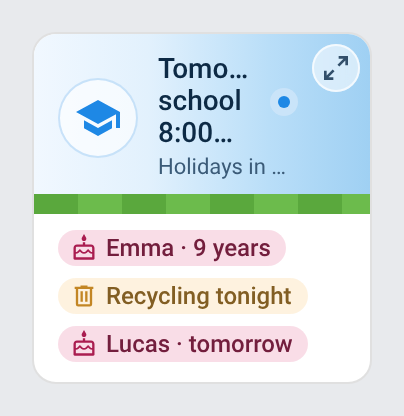 Tomo…
school
8:00…
Holidays in …
Emma · 9 years
Recycling tonight
Lucas · tomorrow